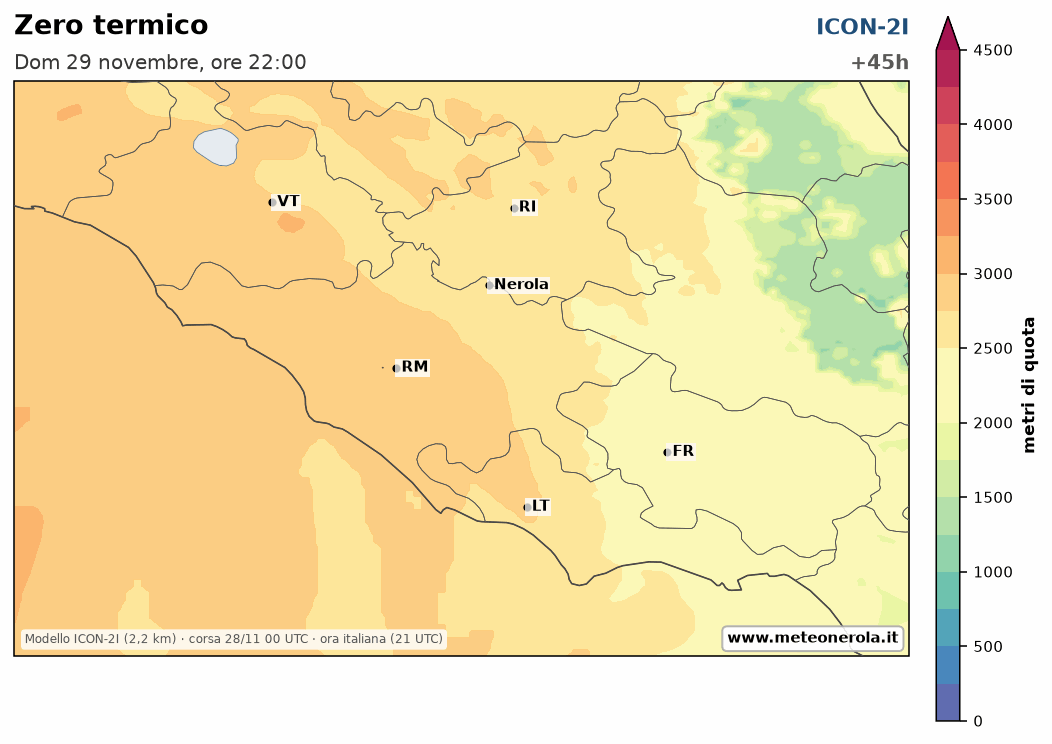 Zero termico
ICON-2I
Dom 29 novembre, ore 22:00
+45h
VT
RI
Nerola
RM
FR
LT
Modello ICON-2I (2,2 km) · corsa 28/11 00 UTC · ora italiana (21 UTC)
www.meteonerola.it
4500
4000
3500
3000
2500
2000
1500
1000
500
0
metri di quota